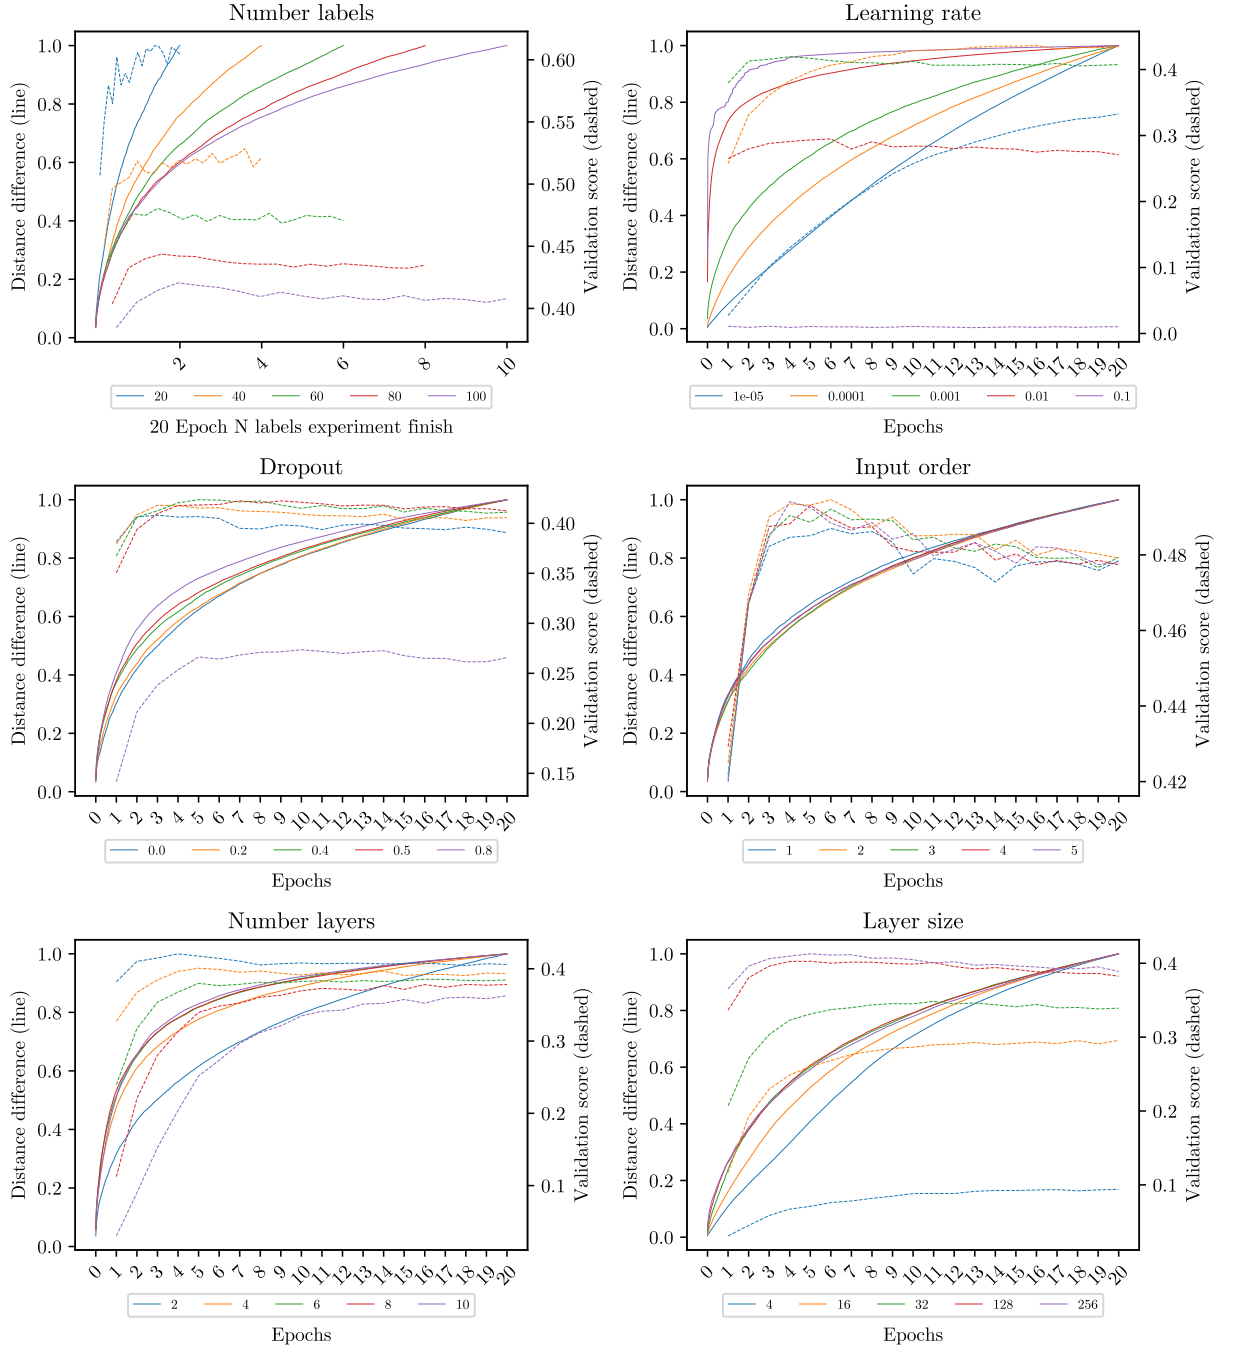 Number labels
Distance difference (line)
1.0
0.8
0.6
0.4
0.2
0.0
0.60
0.55
0.50
0.45
0.40
Validation score (dashed)
2 4 6 8 10
20 40 60 80 100
20 Epoch N labels experiment finish
Learning rate
Distance difference (line)
1.0
0.8
0.6
0.4
0.2
0.0
0.4
0.3
0.2
0.1
0.0
Validation score (dashed)
0 1 2 3 4 5 6 7 8 9 10 11 12 13 14 15 16 17 18 19 20
1e-05 0.0001 0.001 0.01 0.1
Epochs
Dropout
Distance difference (line)
1.0
0.8
0.6
0.4
0.2
0.0
0.40
0.35
0.30
0.25
0.20
0.15
Validation score (dashed)
0 1 2 3 4 5 6 7 8 9 10 11 12 13 14 15 16 17 18 19 20
0.0 0.2 0.4 0.5 0.8
Epochs
Input order
Distance difference (line)
1.0
0.8
0.6
0.4
0.2
0.0
0.48
0.46
0.44
0.42
Validation score (dashed)
0 1 2 3 4 5 6 7 8 9 10 11 12 13 14 15 16 17 18 19 20
1 2 3 4 5
Epochs
Number layers
Distance difference (line)
1.0
0.8
0.6
0.4
0.2
0.0
0.4
0.3
0.2
0.1
Validation score (dashed)
0 1 2 3 4 5 6 7 8 9 10 11 12 13 14 15 16 17 18 19 20
2 4 6 8 10
Epochs
Layer size
Distance difference (line)
1.0
0.8
0.6
0.4
0.2
0.0
0.4
0.3
0.2
0.1
Validation score (dashed)
0 1 2 3 4 5 6 7 8 9 10 11 12 13 14 15 16 17 18 19 20
4 16 32 128 256
Epochs